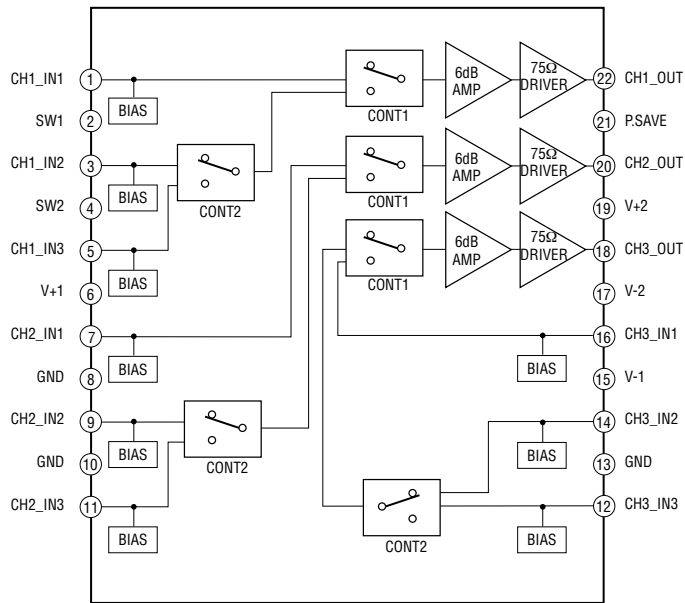 CH1_IN1
1
BIAS
SW1
2
CH1_IN2
3
BIAS
SW2
4
CH1_IN3
5
BIAS
V+1
6
CH2_IN1
7
BIAS
GND
8
CH2_IN2
9
BIAS
GND
10
CH2_IN3
11
BIAS
CONT2
CONT2
CONT1
6dB
AMP
75Ω
DRIVER
22
CH1_OUT
21
P.SAVE
CONT1
6dB
AMP
75Ω
DRIVER
20
CH2_OUT
19
V+2
CONT1
6dB
AMP
75Ω
DRIVER
18
CH3_OUT
17
V-2
16
CH3_IN1
BIAS
15
V-1
14
CH3_IN2
BIAS
13
GND
12
CH3_IN3
BIAS
CONT2